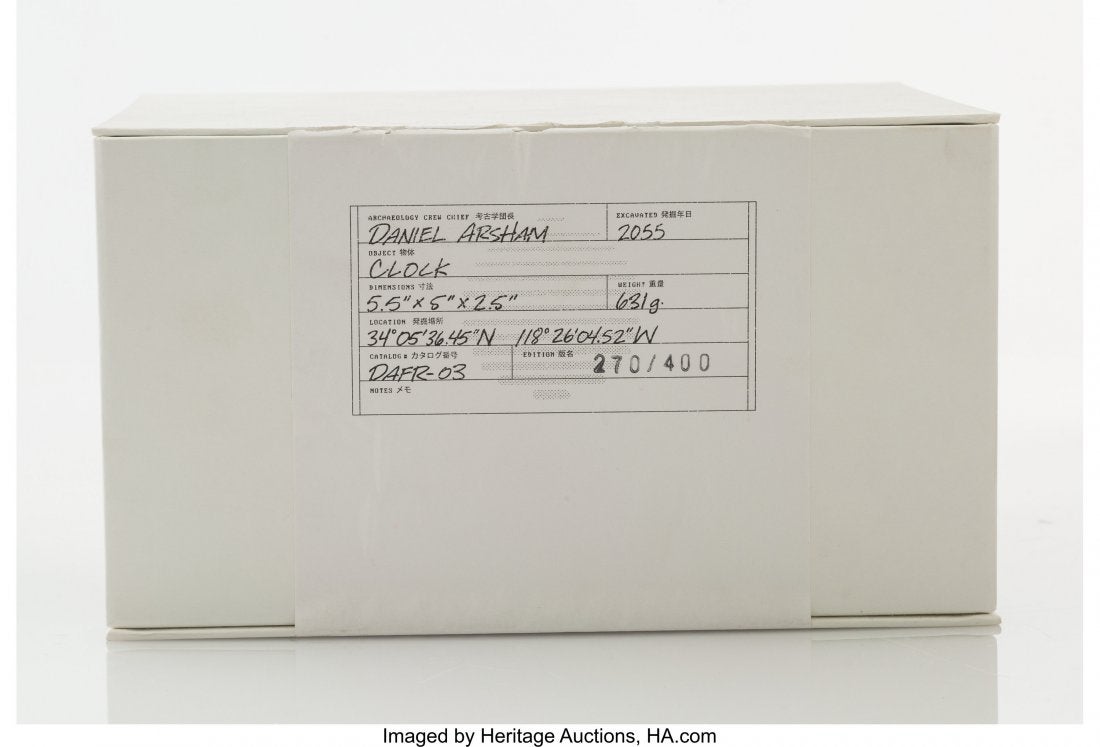 ARCHAEOLOGY CREW CHIEF 考古学団長
DANIEL ARSHAM
EXCAVATED 発掘年日
2055
OBJECT 物体
CLOCK
DIMENSIONS 寸法
5.5" x 5" x 2.5"
WEIGHT 重量
631g.
LOCATION 発掘場所
34°05'36.45"N 118°26'04.52"W
CATALOG# カタログ番号
DAFR-03
EDITION 版名
270/400
NOTES メモ
Imaged by Heritage Auctions, HA.com